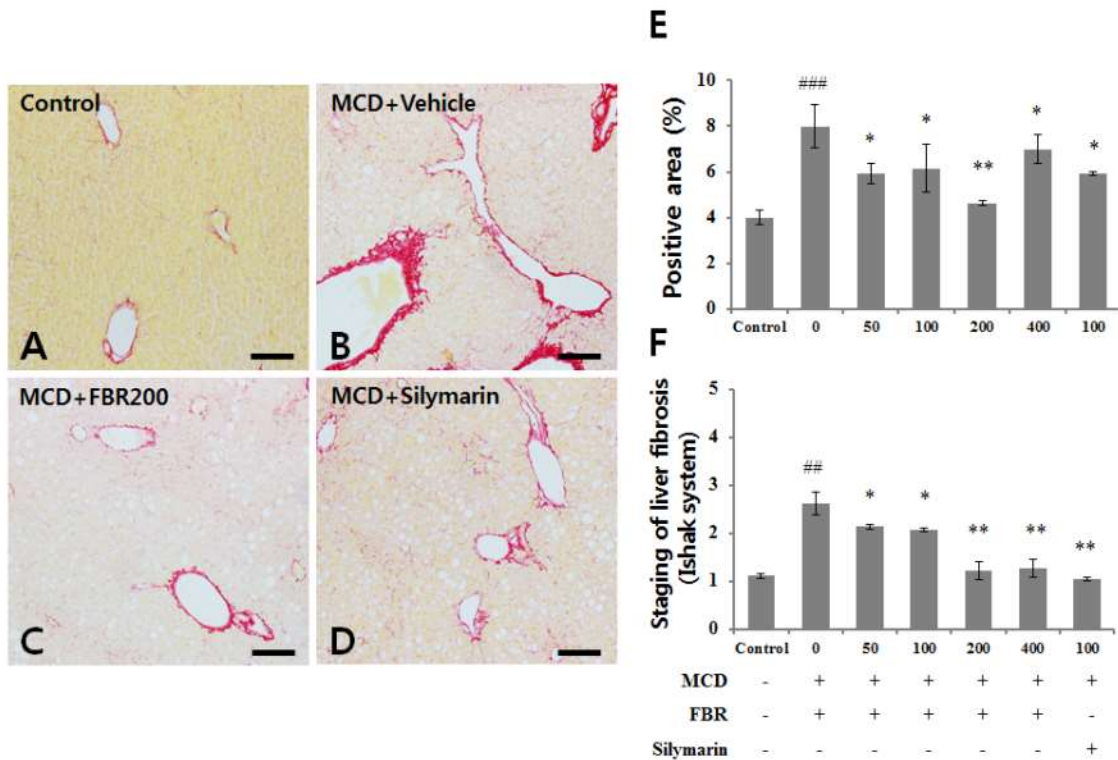 Control
A
MCD+Vehicle
B
MCD+FBR200
C
MCD+Silymarin
D
E
Positive area (%)
10
8
6
4
2
0
###
*
*
**
*
*
Control 0 50 100 200 400 100
F
Staging of liver fibrosis
(Ishak system)
5
4
3
2
1
0
##
*
*
**
**
**
Control 0 50 100 200 400 100
MCD - + + + + + +
FBR - + + + + + -
Silymarin - - - - - - +